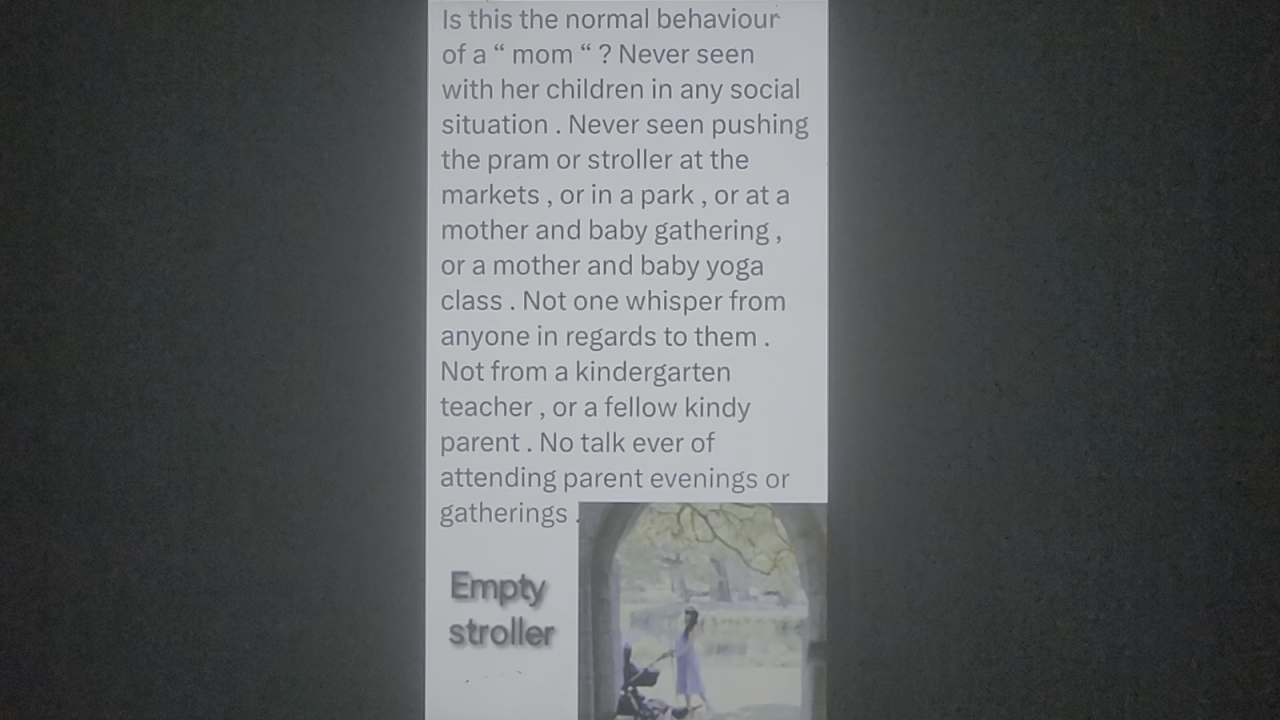 Is this the normal behaviour
of a “ mom “ ? Never seen
with her children in any social
situation . Never seen pushing
the pram or stroller at the
markets , or in a park , or at a
mother and baby gathering ,
or a mother and baby yoga
class . Not one whisper from
anyone in regards to them .
Not from a kindergarten
teacher , or a fellow kindy
parent . No talk ever of
attending parent evenings or
gatherings .
Empty
stroller